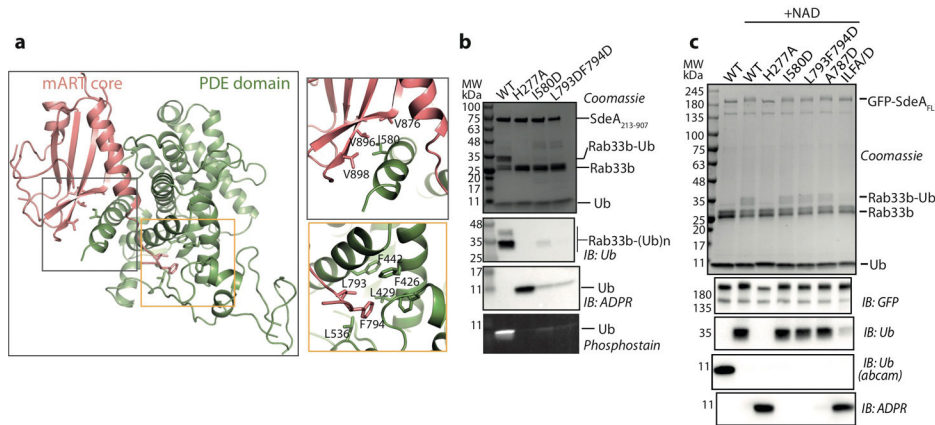 a
mART core
PDE domain
V876
V896
I580
V898
F442
L793
F426
L429
F794
L536
b
MW
kDa
WT
H277A
I580D
L793DF794D
Coomassie
100
75
63
48
35
25
20
17
11
SdeA213-907
Rab33b-Ub
Rab33b
Ub
48
35
25
Rab33b-(Ub)n
IB: Ub
17
11
Ub
IB: ADPR
11
Ub
Phosphostain
c
+NAD
MW
kDa
WT
WT
H277A
I580D
L793DF794D
A787D
ILFA/D
245
180
135
100
75
63
48
35
25
20
17
11
GFP-SdeAFL
Coomassie
Rab33b-Ub
Rab33b
Ub
180
135
IB: GFP
35
IB: Ub
11
IB: Ub
(abcam)
11
IB: ADPR